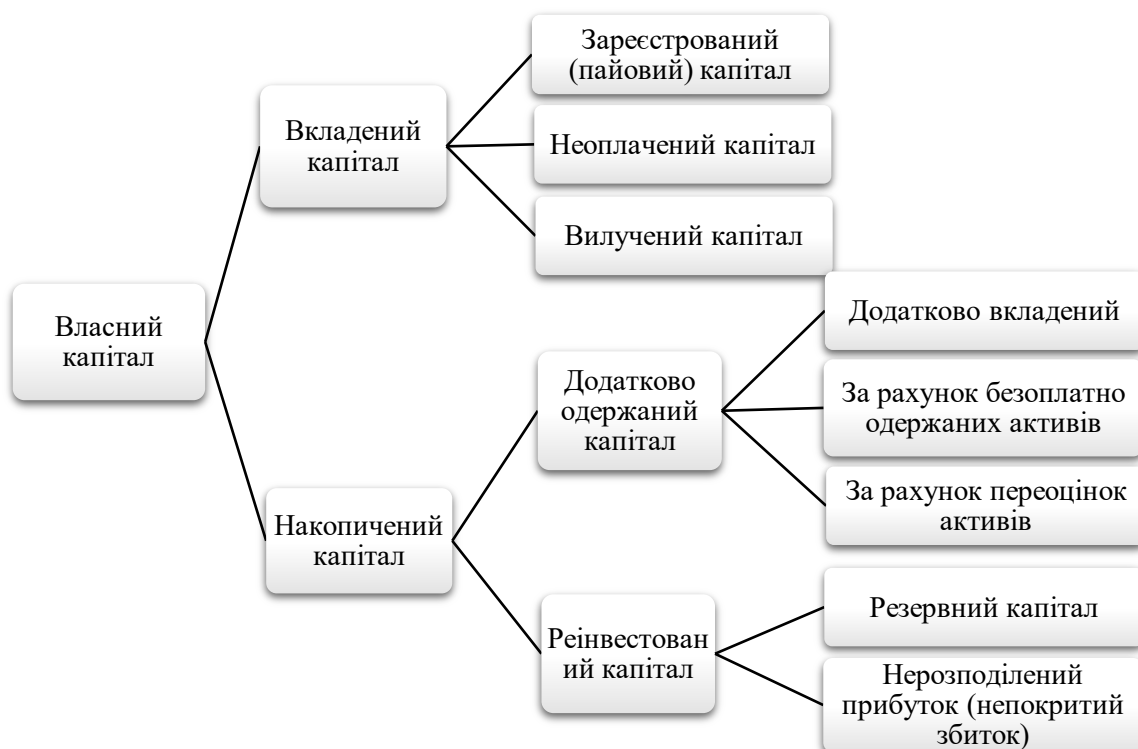 Зареєстрований
(пайовий) капітал
Вкладений
капітал
Неоплачений капітал
Вилучений капітал
Власний
капітал
Додатково вкладений
Додатково
одержаний
капітал
За рахунок безоплатно
одержаних активів
За рахунок переоцінок
активів
Накопичений
капітал
Реінвестован
ий капітал
Резервний капітал
Нерозподілений
прибуток (непокритий
збиток)